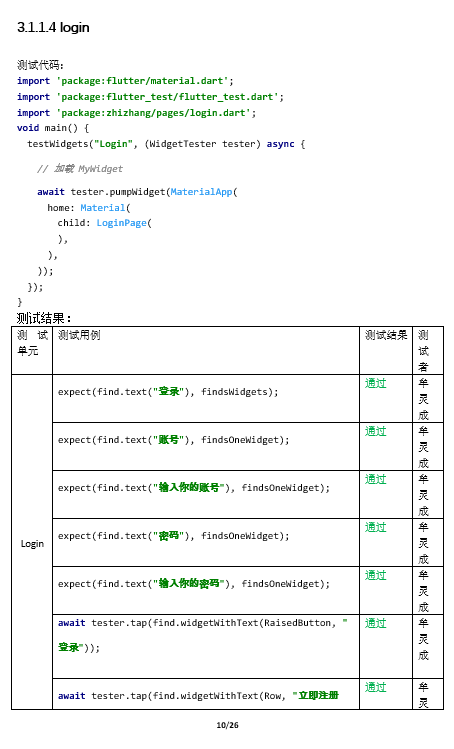 3.1.1.4 login
测试代码：
import 'package:flutter/material.dart';
import 'package:flutter_test/flutter_test.dart';
import 'package:zhizhang/pages/login.dart';
void main() {
testWidgets("Login", (WidgetTester tester) async {
// 加载 MyWidget
await tester.pumpWidget(MaterialApp(
home: Material(
child: LoginPage(
),
),
));
});
}
测试结果：
测 试
单元
测试用例
测试结果
测
试
者
Login
expect(find.text("登录"), findsWidgets);
通过
牟
灵
成
expect(find.text("账号"), findsOneWidget);
通过
牟
灵
成
expect(find.text("输入你的账号"), findsOneWidget);
通过
牟
灵
成
expect(find.text("密码"), findsOneWidget);
通过
牟
灵
成
expect(find.text("输入你的密码"), findsOneWidget);
通过
牟
灵
成
await tester.tap(find.widgetWithText(RaisedButton, "
登录"));
通过
牟
灵
成
await tester.tap(find.widgetWithText(Row, "立即注册
通过
牟
灵
10/26